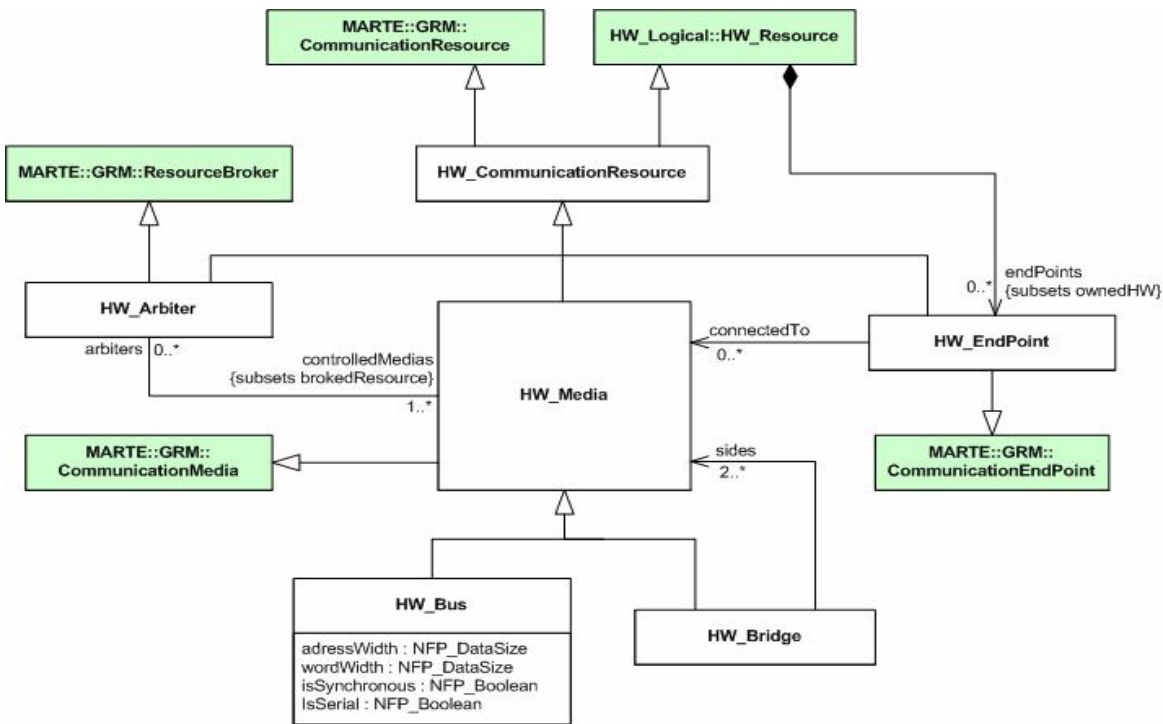 MARTE::GRM::
CommunicationResource
HW_Logical::HW_Resource
MARTE::GRM::ResourceBroker
HW_CommunicationResource
endPoints
0..*
{subsets ownedHW}
HW_Arbiter
arbiters
0..*
connectedTo
0..*
HW_EndPoint
controlledMedias
{subsets brokedResource}
1..*
HW_Media
MARTE::GRM::
CommunicationMedia
sides
2..*
MARTE::GRM::
CommunicationEndPoint
HW_Bus
adressWidth : NFP_DataSize
wordWidth : NFP_DataSize
isSynchronous : NFP_Boolean
IsSerial : NFP_Boolean
HW_Bridge